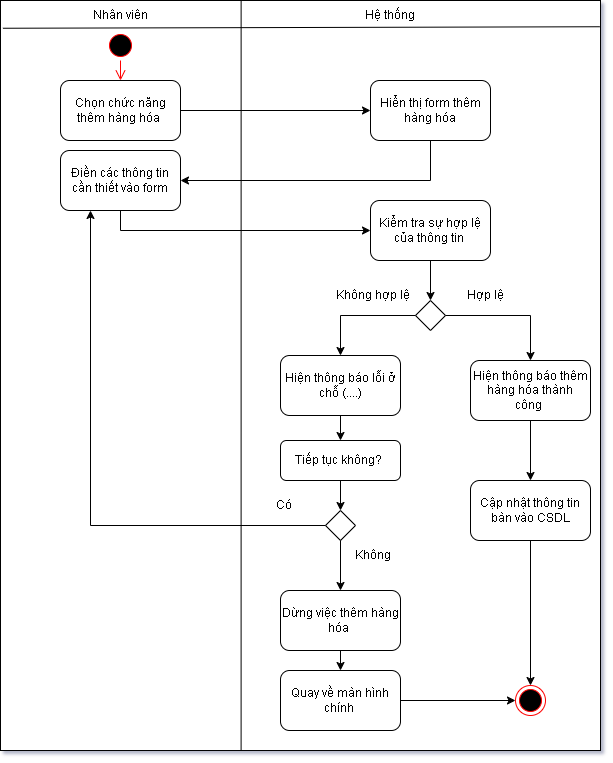 Nhân viên
Hệ thống
Chọn chức năng
thêm hàng hóa
Hiển thị form thêm
hàng hóa
Điền các thông tin
cần thiết vào form
Kiểm tra sự hợp lệ
của thông tin
Không hợp lệ
Hợp lệ
Hiện thông báo lỗi ở
chỗ (....)
Hiện thông báo thêm
hàng hóa thành
công
Tiếp tục không?
Cập nhật thông tin
bàn vào CSDL
Có
Không
Dừng việc thêm hàng
hóa
Quay về màn hình
chính